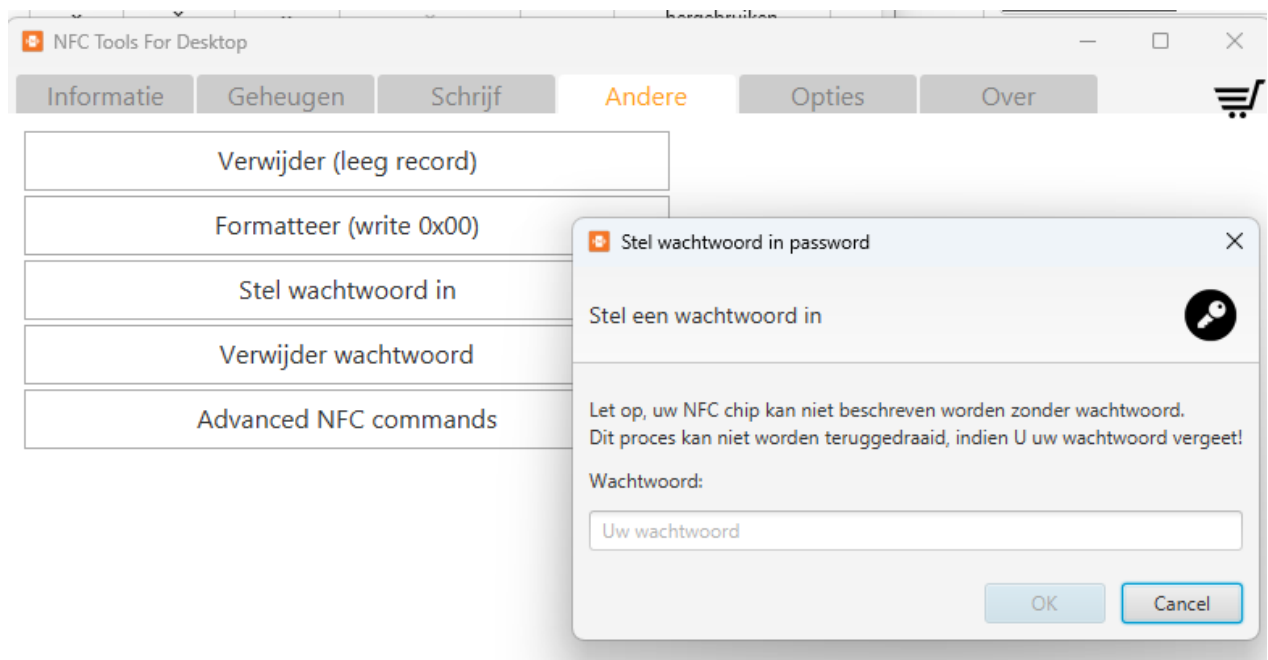 hergebruiken
NFC Tools For Desktop
Informatie
Geheugen
Schrijf
Andere
Opties
Over
Verwijder (leeg record)
Formatteer (write 0x00)
Stel wachtwoord in
Verwijder wachtwoord
Advanced NFC commands
Stel wachtwoord in password
Stel een wachtwoord in
Let op, uw NFC chip kan niet beschreven worden zonder wachtwoord.
Dit proces kan niet worden teruggedraaid, indien U uw wachtwoord vergeet!
Wachtwoord:
Uw wachtwoord
OK
Cancel